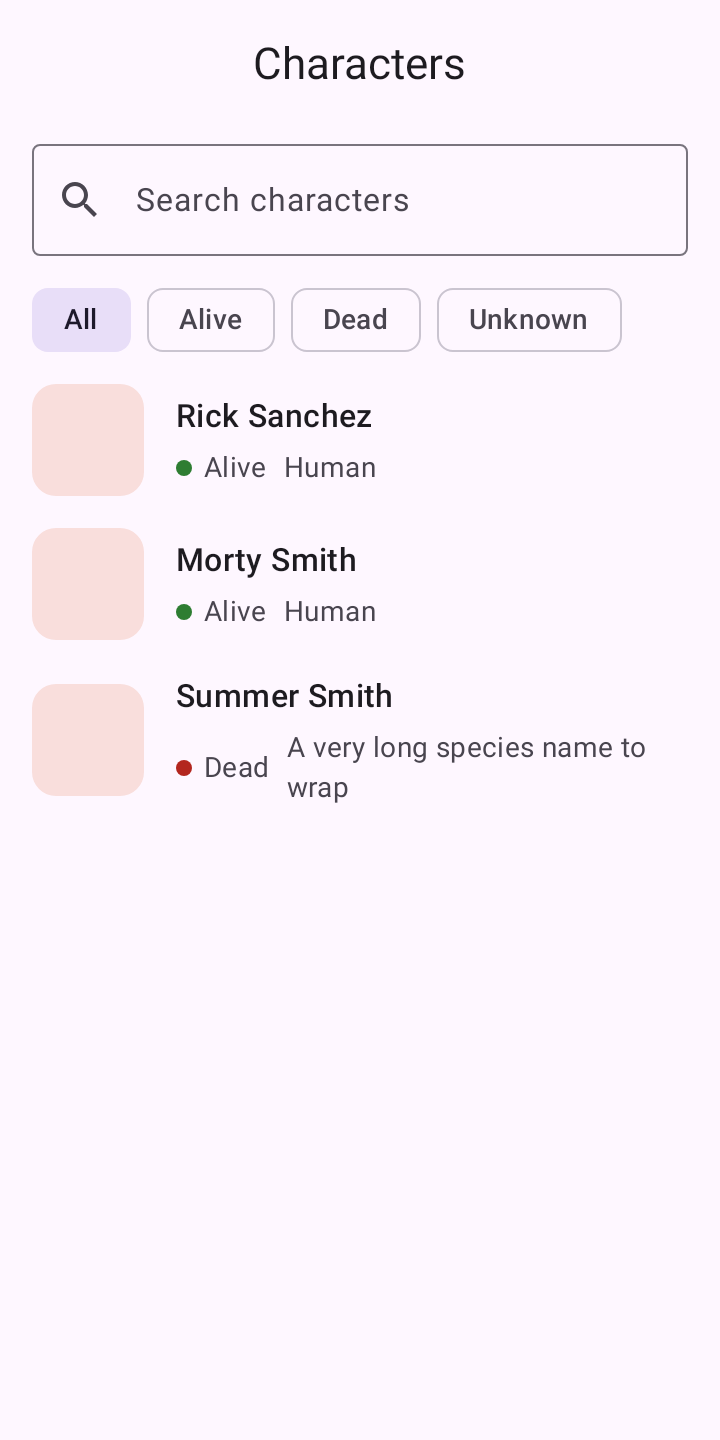 Characters
Search characters
All Alive Dead Unknown
Rick Sanchez
Alive Human
Morty Smith
Alive Human
Summer Smith
Dead A very long species name to
wrap